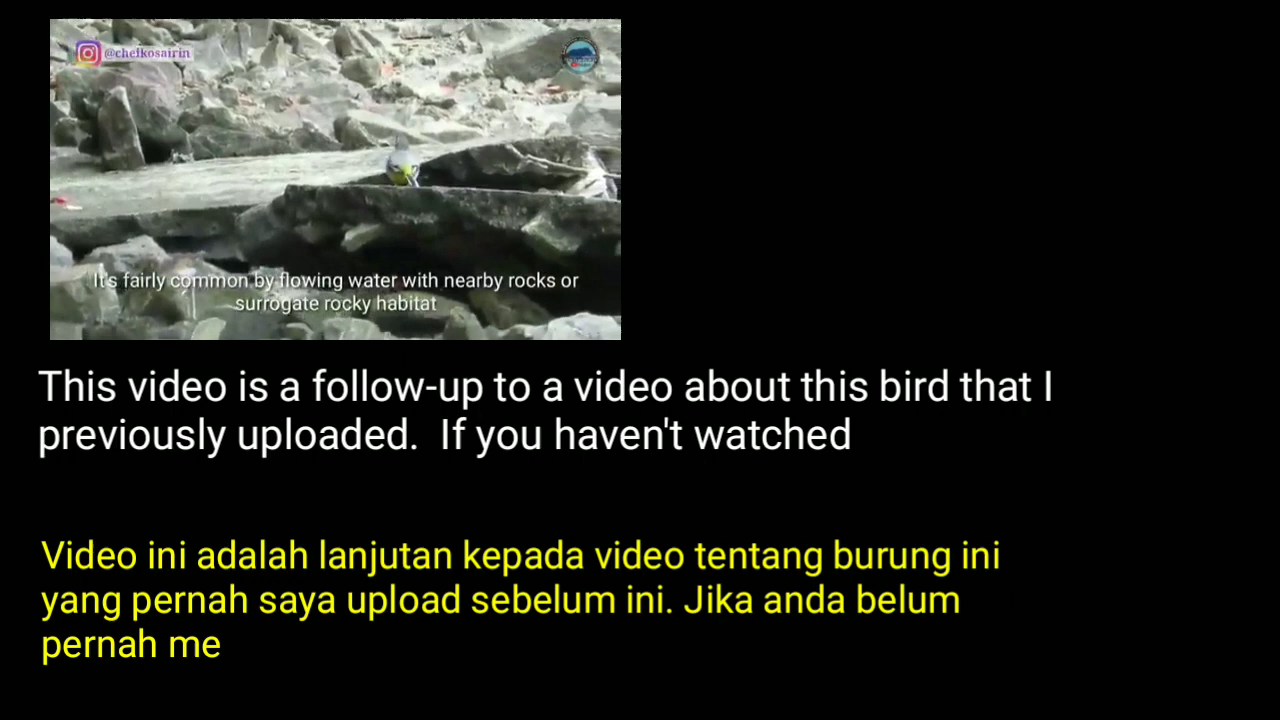 @cheikosairin
It's fairly common by flowing water with nearby rocks or
surrogate rocky habitat
This video is a follow-up to a video about this bird that I
previously uploaded.  If you haven't watched
Video ini adalah lanjutan kepada video tentang burung ini
yang pernah saya upload sebelum ini. Jika anda belum
pernah me